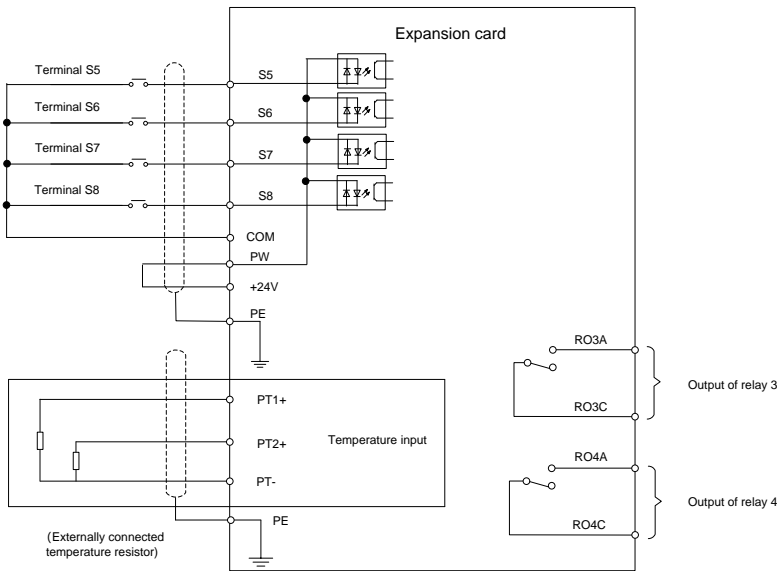 Expansion card
Terminal S5
S5
Terminal S6
S6
Terminal S7
S7
Terminal S8
S8
COM
PW
+24V
PE
RO3A
Output of relay 3
RO3C
PT1+
PT2+
Temperature input
PT-
RO4A
Output of relay 4
RO4C
PE
(Externally connected
temperature resistor)